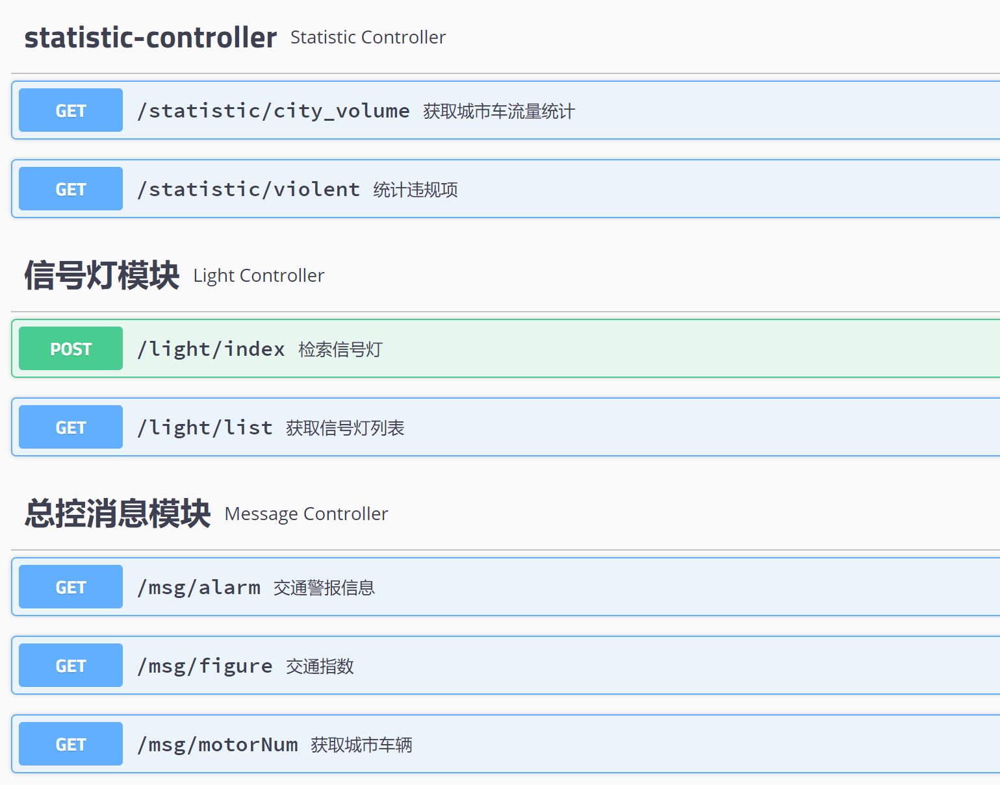 statistic-controller Statistic Controller
GET /statistic/city_volume 获取城市车流量统计
GET /statistic/violent 统计违规项
信号灯模块 Light Controller
POST /light/index 检索信号灯
GET /light/list 获取信号灯列表
总控消息模块 Message Controller
GET /msg/alarm 交通警报信息
GET /msg/figure 交通指数
GET /msg/motorNum 获取城市车辆